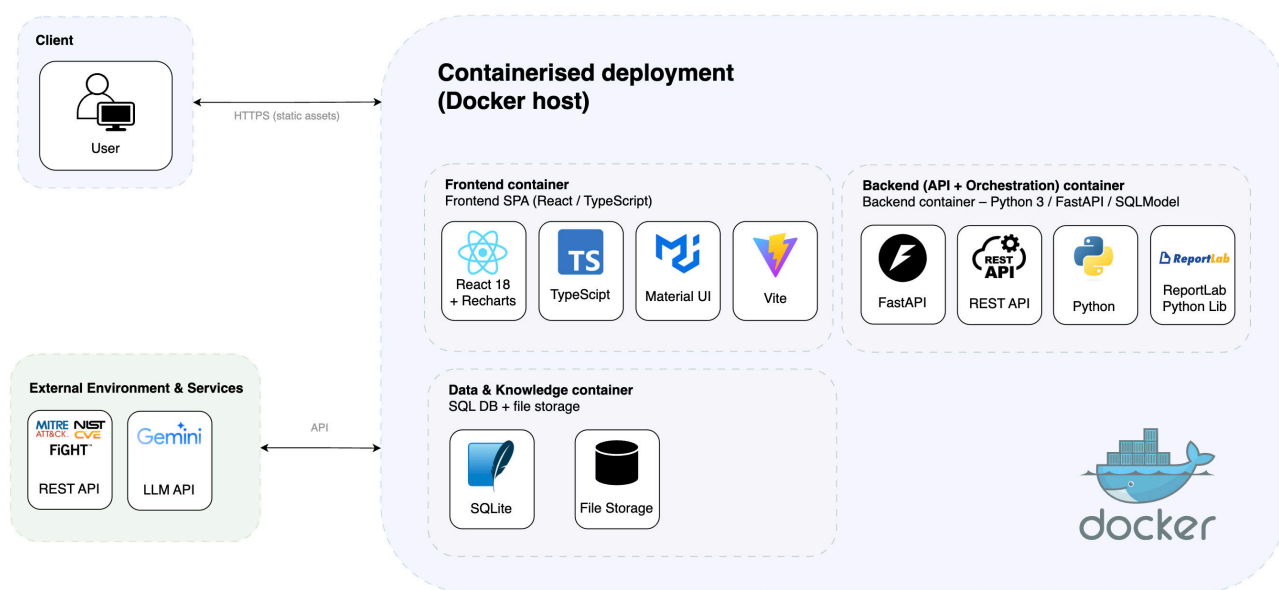 Client
User
HTTPS (static assets)
Containerised deployment
(Docker host)
Frontend container
Frontend SPA (React / TypeScript)
React 18
+ Recharts
TS
TypeScipt
Material UI
Vite
Backend (API + Orchestration) container
Backend container – Python 3 / FastAPI / SQLModel
FastAPI
REST
API
REST API
Python
ReportLab
ReportLab
Python Lib
External Environment & Services
MITRE
ATT&CK.
NIST
CVE
FiGHT™
REST API
Gemini
LLM API
API
Data & Knowledge container
SQL DB + file storage
SQLite
File Storage
docker